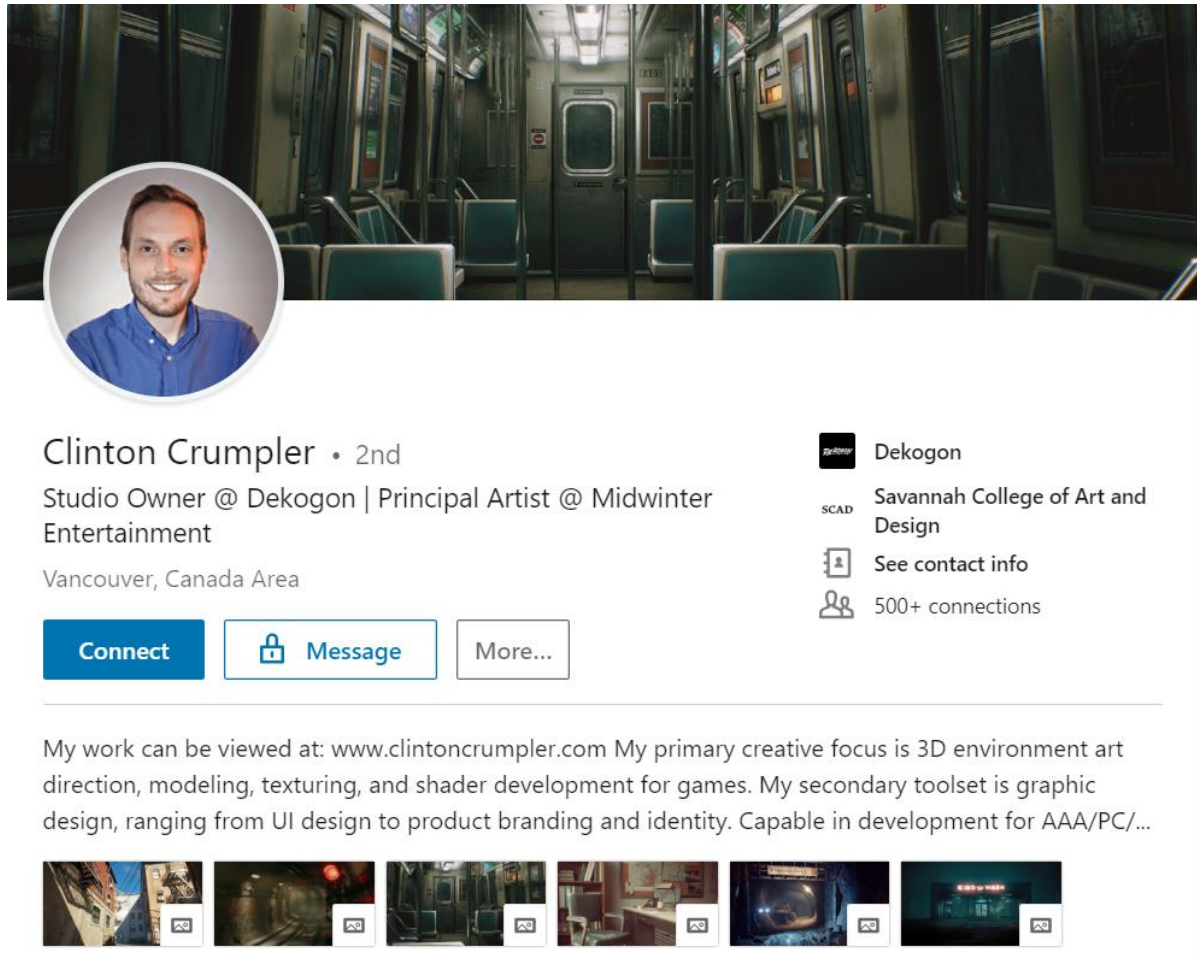 Clinton Crumpler • 2nd
Studio Owner @ Dekogon | Principal Artist @ Midwinter
Entertainment
Vancouver, Canada Area
Connect
Message
More...
Dekogon
SCAD
Savannah College of Art and
Design
See contact info
500+ connections
My work can be viewed at: www.clintoncrumpler.com My primary creative focus is 3D environment art
direction, modeling, texturing, and shader development for games. My secondary toolset is graphic
design, ranging from UI design to product branding and identity. Capable in development for AAA/PC/...